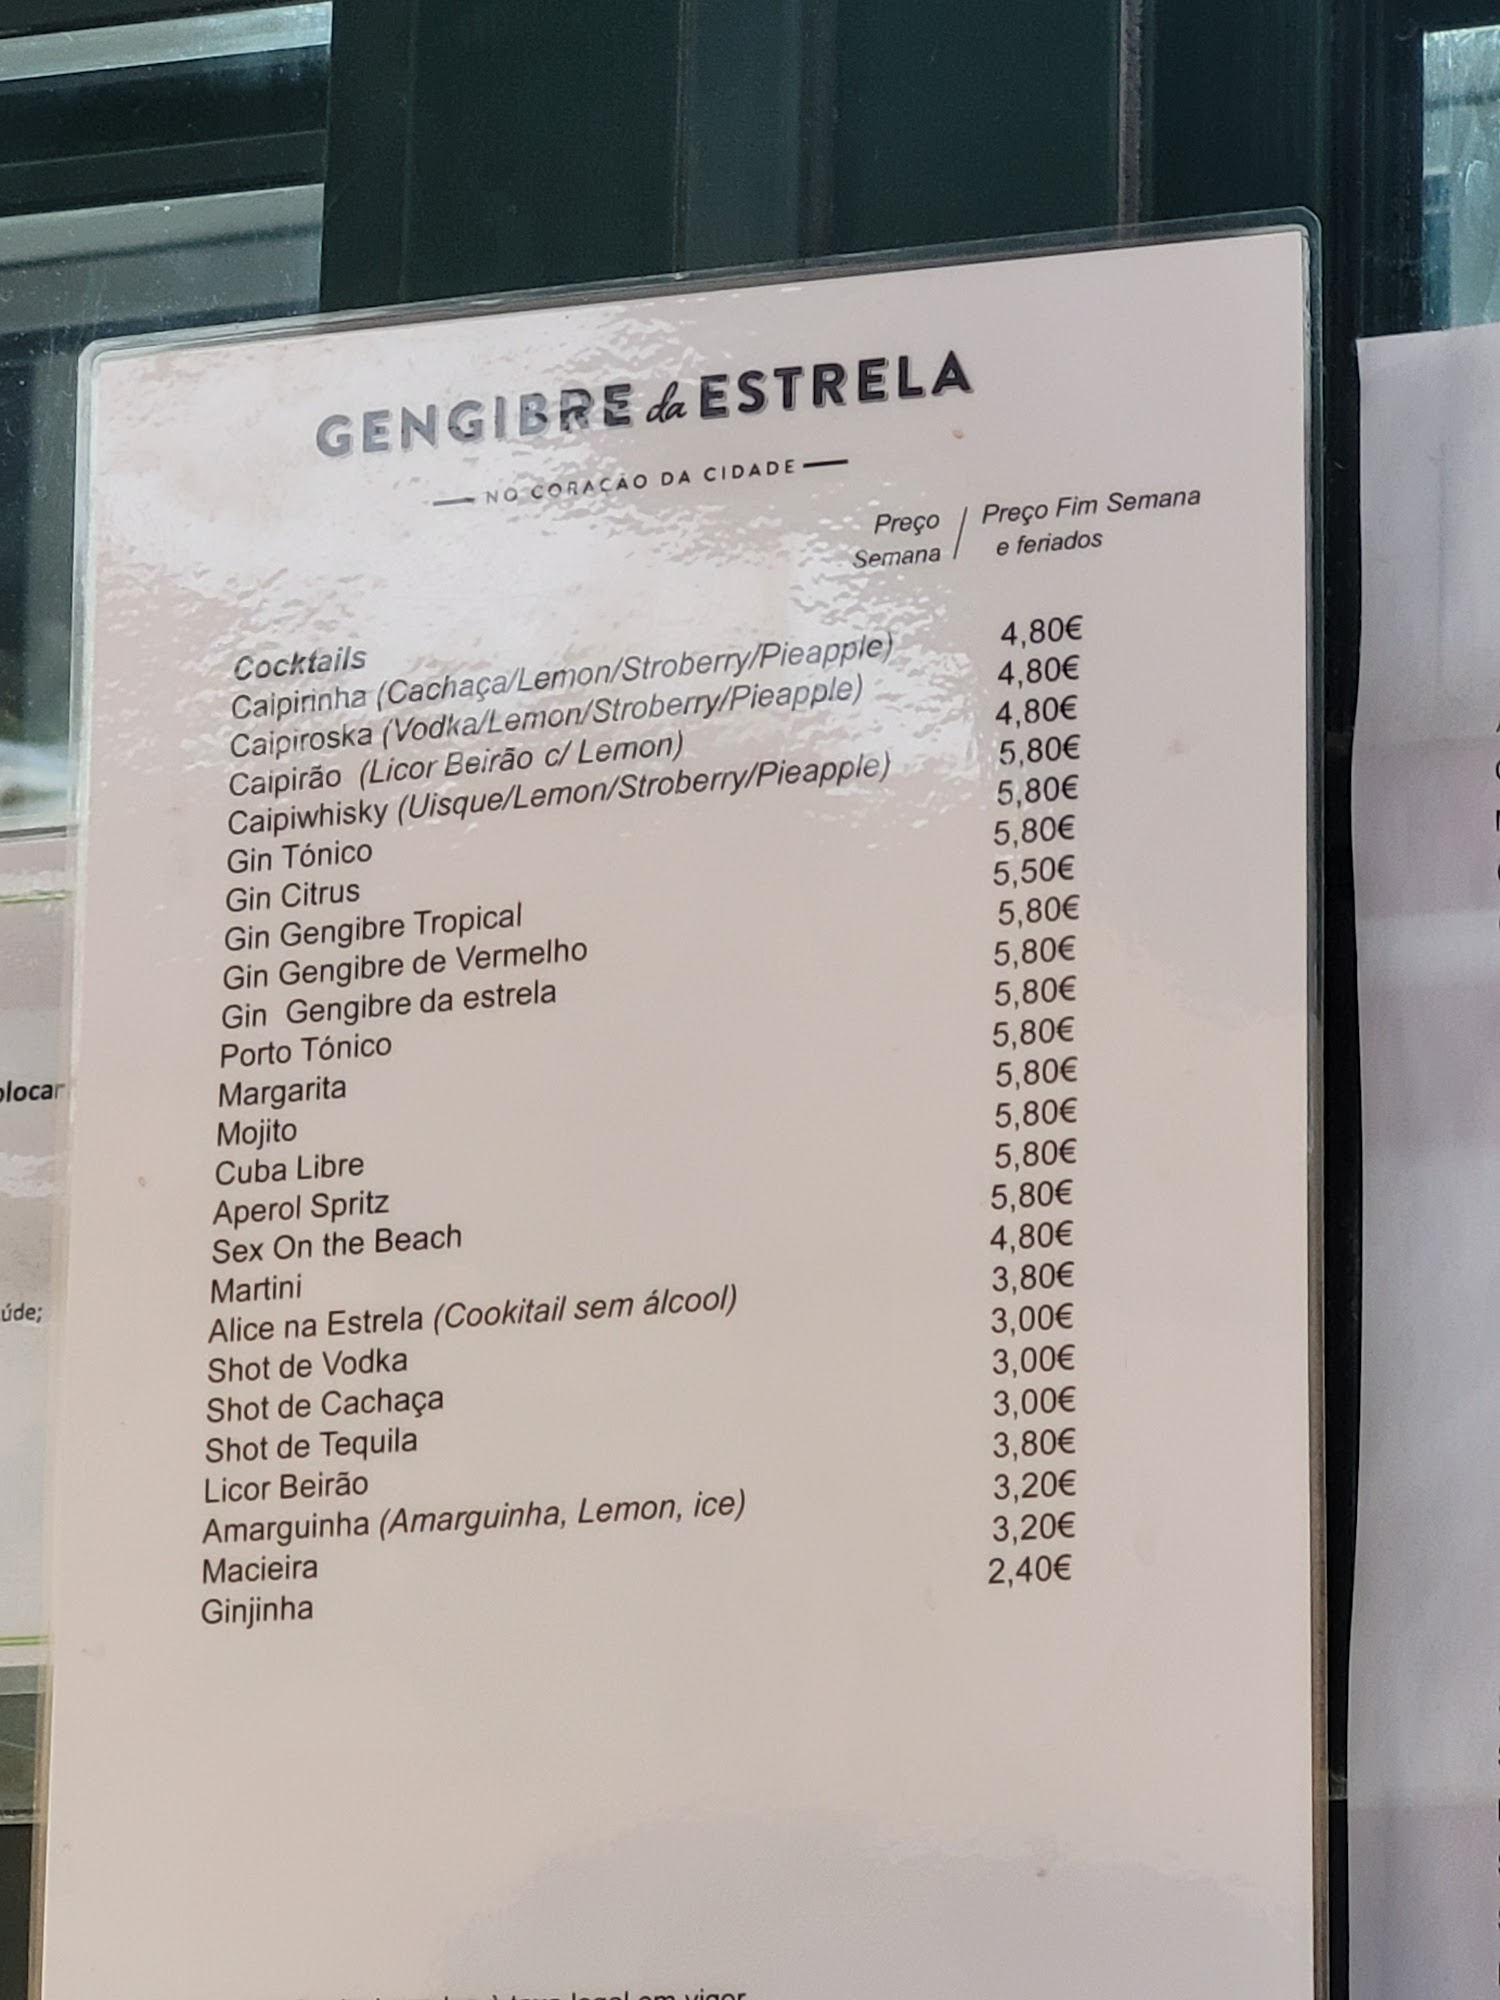 GENGIBRE da ESTRELA
NO CORAÇÃO DA CIDADE
Preço / Preço Fim Semana
Semana e feriados
Cocktails
Caipirinha (Cachaça/Lemon/Stroberry/Pieapple) 4,80€
Caipiroska (Vodka/Lemon/Stroberry/Pieapple) 4,80€
Caipirão (Licor Beirão c/ Lemon) 4,80€
Caipiwhisky (Uisque/Lemon/Stroberry/Pieapple) 5,80€
Gin Tónico 5,80€
Gin Citrus 5,80€
Gin Gengibre Tropical 5,50€
Gin Gengibre de Vermelho 5,80€
Gin Gengibre da estrela 5,80€
Porto Tónico 5,80€
Margarita 5,80€
Mojito 5,80€
Cuba Libre 5,80€
Aperol Spritz 5,80€
Sex On the Beach 5,80€
Martini 4,80€
Alice na Estrela (Cookitail sem álcool) 3,80€
Shot de Vodka 3,00€
Shot de Cachaça 3,00€
Shot de Tequila 3,00€
Licor Beirão 3,80€
Amarguinha (Amarguinha, Lemon, ice) 3,20€
Macieira 3,20€
Ginjinha 2,40€
legal em vigor